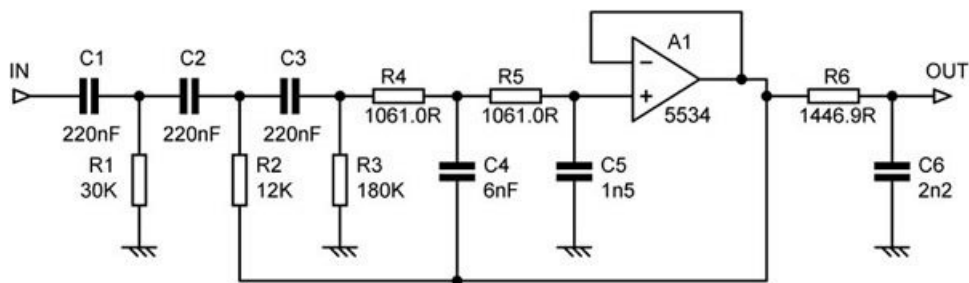 IN
C1
220nF
R1
30K
C2
220nF
R2
12K
C3
220nF
R3
180K
R4
1061.0R
C4
6nF
R5
1061.0R
C5
1n5
A1
−
+
5534
R6
1446.9R
C6
2n2
OUT